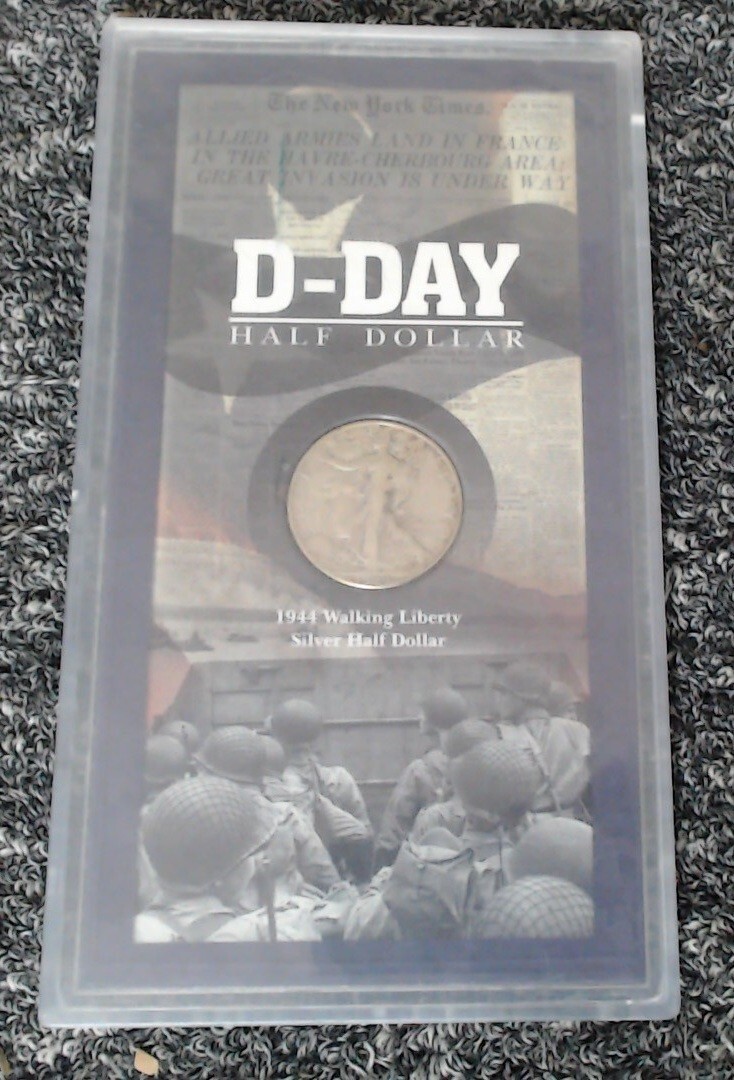 The New York Times.
ALLIED ARMIES LAND IN FRANCE
IN THE HAVRE-CHERBOURG AREA;
GREAT INVASION IS UNDER WAY
D-DAY
HALF DOLLAR
1944 Walking Liberty
Silver Half Dollar